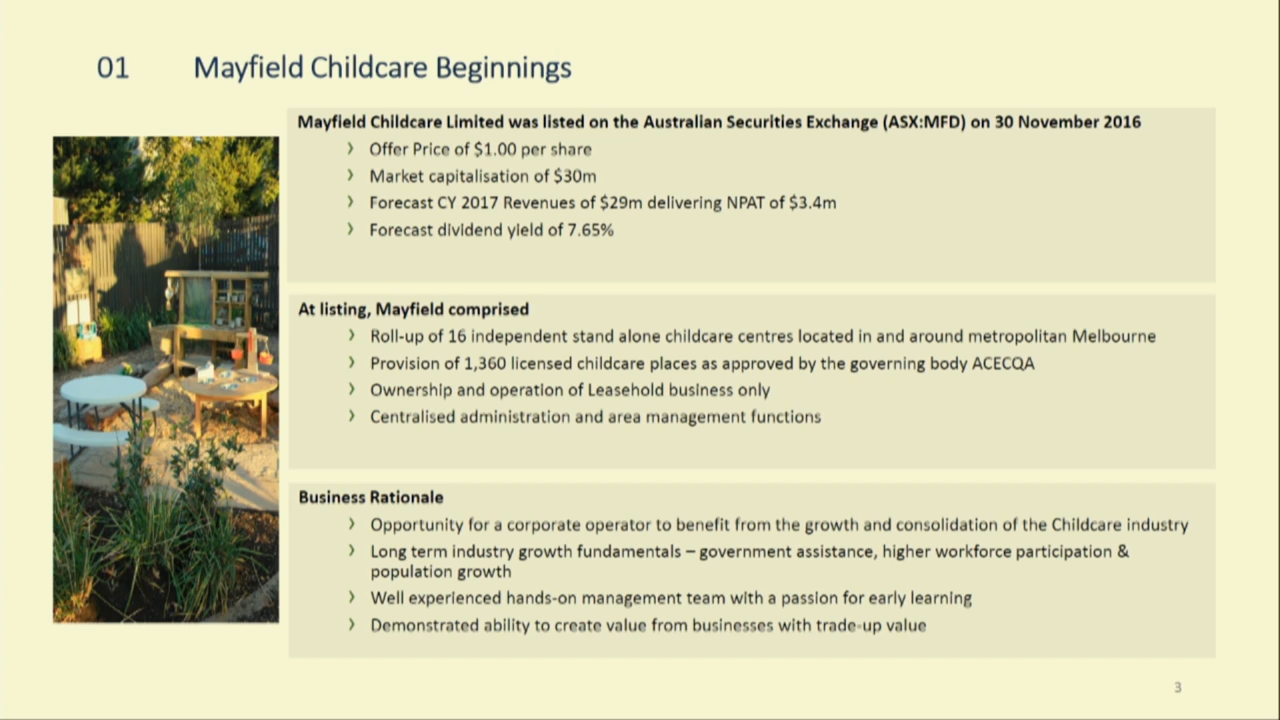 01 Mayfield Childcare Beginnings
Mayfield Childcare Limited was listed on the Australian Securities Exchange (ASX:MFD) on 30 November 2016
› Offer Price of $1.00 per share
› Market capitalisation of $30m
› Forecast CY 2017 Revenues of $29m delivering NPAT of $3.4m
› Forecast dividend yield of 7.65%
At listing, Mayfield comprised
› Roll-up of 16 independent stand alone childcare centres located in and around metropolitan Melbourne
› Provision of 1,360 licensed childcare places as approved by the governing body ACECQA
› Ownership and operation of Leasehold business only
› Centralised administration and area management functions
Business Rationale
› Opportunity for a corporate operator to benefit from the growth and consolidation of the Childcare industry
› Long term industry growth fundamentals – government assistance, higher workforce participation &
population growth
› Well experienced hands-on management team with a passion for early learning
› Demonstrated ability to create value from businesses with trade-up value
3